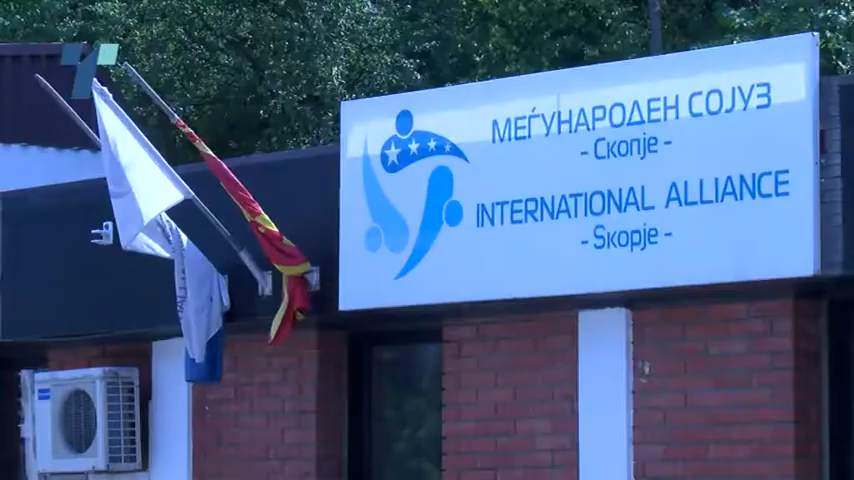 МЕЃУНАРОДЕН СОЈУЗ
- Скопје -
INTERNATIONAL ALLIANCE
- Skopje -